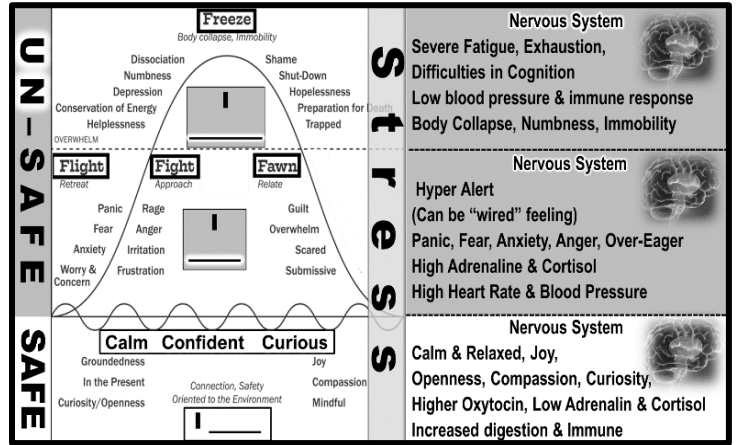 UN-SAFE
SAFE
Freeze
Body collapse, Immobility
Dissociation
Numbness
Depression
Conservation of Energy
Helplessness
Shame
Shut-Down
Hopelessness
Preparation for Death
Trapped
I
OVERWHELM
Flight
Retreat
Fight
Approach
Fawn
Relate
Panic
Fear
Anxiety
Worry &
Concern
Rage
Anger
Irritation
Frustration
I
Guilt
Overwhelm
Scared
Submissive
Calm Confident Curious
Groundedness
In the Present
Curiosity/Openness
Connection, Safety
Oriented to the Environment
I ______
Joy
Compassion
Mindful
Stress
Nervous System
Severe Fatigue, Exhaustion,
Difficulties in Cognition
Low blood pressure & immune response
Body Collapse, Numbness, Immobility
Nervous System
Hyper Alert
(Can be “wired” feeling)
Panic, Fear, Anxiety, Anger, Over-Eager
High Adrenaline & Cortisol
High Heart Rate & Blood Pressure
Nervous System
Calm & Relaxed, Joy,
Openness, Compassion, Curiosity,
Higher Oxytocin, Low Adrenalin & Cortisol
Increased digestion & Immune